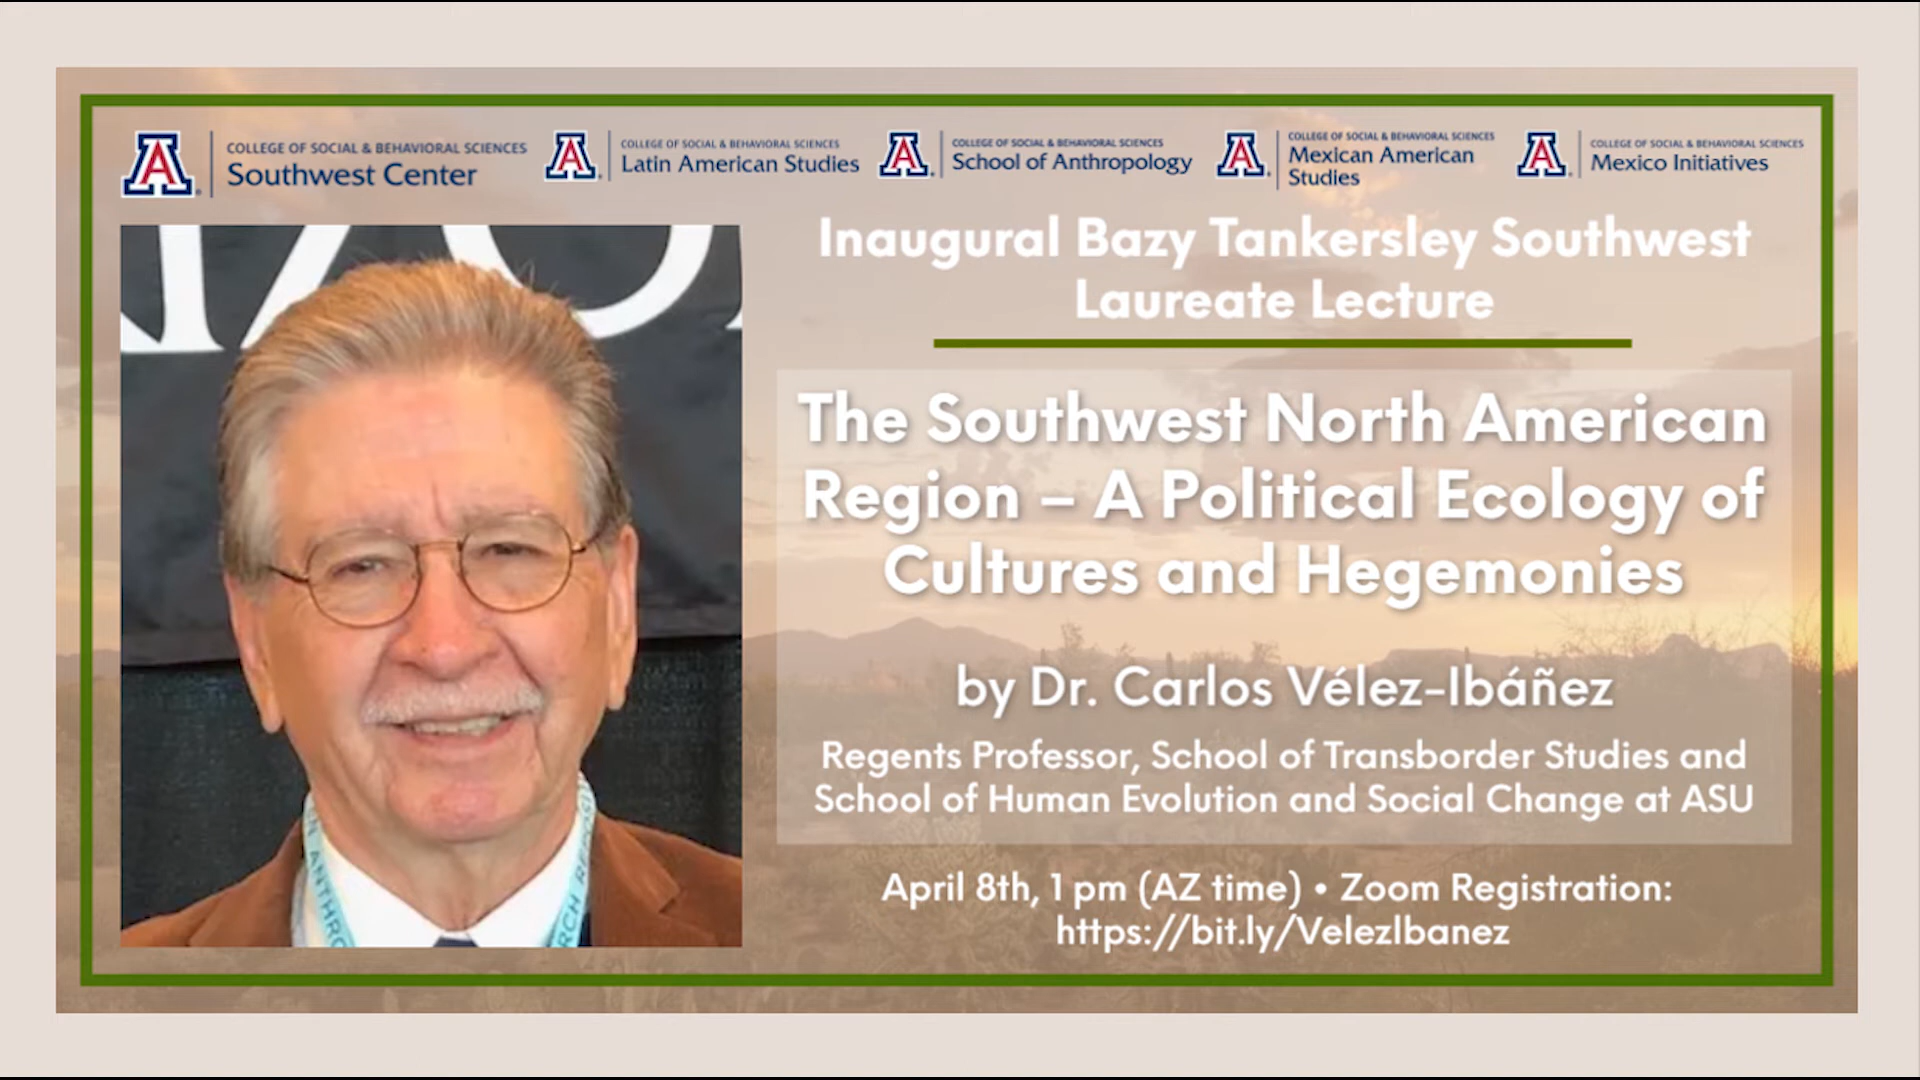 COLLEGE OF SOCIAL & BEHAVIORAL SCIENCES
Southwest Center
COLLEGE OF SOCIAL & BEHAVIORAL SCIENCES
Latin American Studies
COLLEGE OF SOCIAL & BEHAVIORAL SCIENCES
School of Anthropology
COLLEGE OF SOCIAL & BEHAVIORAL SCIENCES
Mexican American
Studies
COLLEGE OF SOCIAL & BEHAVIORAL SCIENCES
Mexico Initiatives
Inaugural Bazy Tankersley Southwest
Laureate Lecture
The Southwest North American
Region – A Political Ecology of
Cultures and Hegemonies
by Dr. Carlos Vélez-Ibáñez
Regents Professor, School of Transborder Studies and
School of Human Evolution and Social Change at ASU
April 8th, 1 pm (AZ time) • Zoom Registration:
https://bit.ly/VelezIbanez